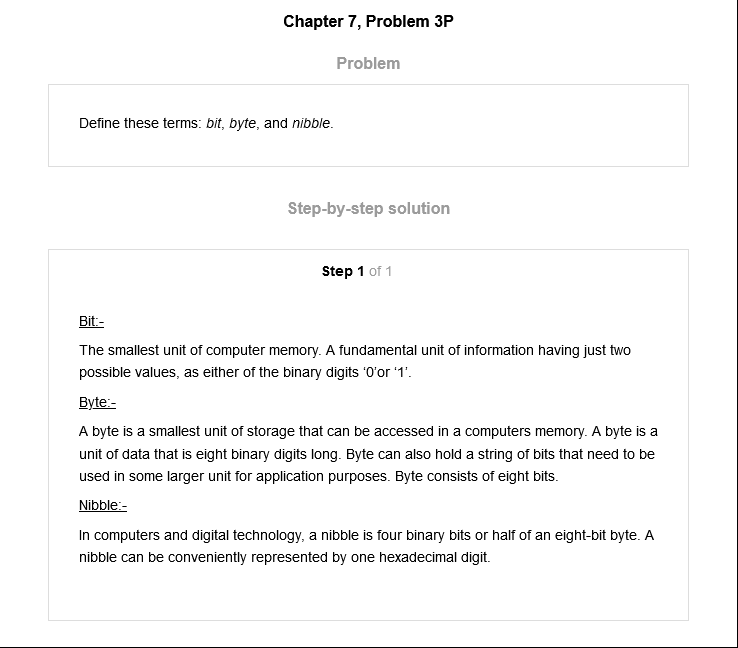 Chapter 7, Problem 3P
Problem
Define these terms: bit, byte, and nibble.
Step-by-step solution
Step 1 of 1
Bit:-
The smallest unit of computer memory. A fundamental unit of information having just two
possible values, as either of the binary digits ‘0’or ‘1’.
Byte:-
A byte is a smallest unit of storage that can be accessed in a computers memory. A byte is a
unit of data that is eight binary digits long. Byte can also hold a string of bits that need to be
used in some larger unit for application purposes. Byte consists of eight bits.
Nibble:-
In computers and digital technology, a nibble is four binary bits or half of an eight-bit byte. A
nibble can be conveniently represented by one hexadecimal digit.